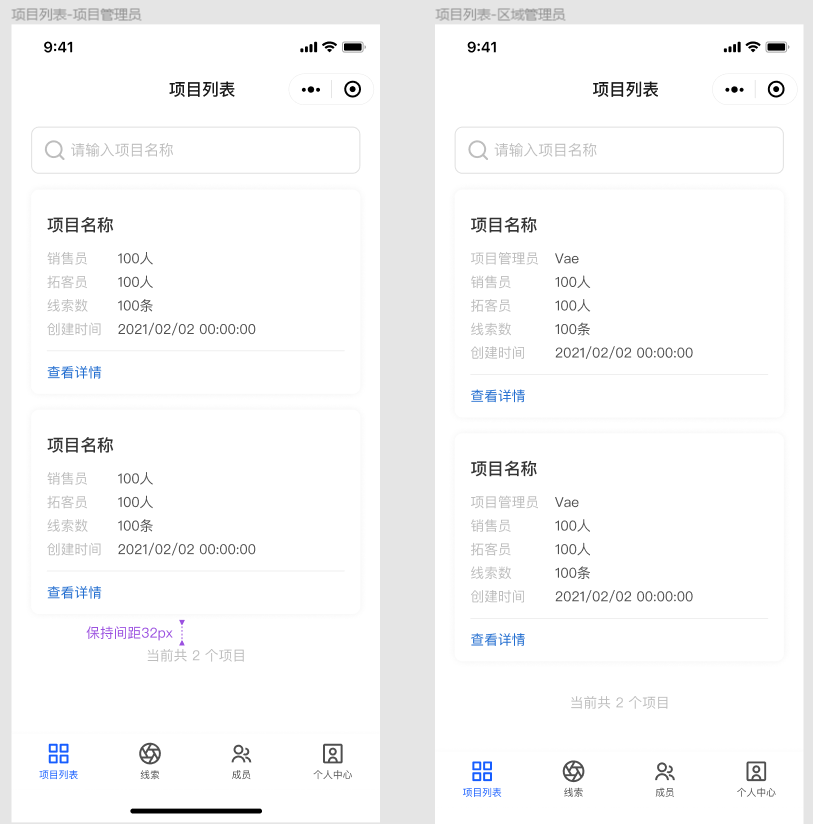 项目列表-项目管理员
9:41
项目列表
请输入项目名称
项目名称
销售员 100人
拓客员 100人
线索数 100条
创建时间 2021/02/02 00:00:00
查看详情
项目名称
销售员 100人
拓客员 100人
线索数 100条
创建时间 2021/02/02 00:00:00
查看详情
保持间距32px
当前共 2 个项目
项目列表 线索 成员 个人中心
项目列表-区域管理员
9:41
项目列表
请输入项目名称
项目名称
项目管理员 Vae
销售员 100人
拓客员 100人
线索数 100条
创建时间 2021/02/02 00:00:00
查看详情
项目名称
项目管理员 Vae
销售员 100人
拓客员 100人
线索数 100条
创建时间 2021/02/02 00:00:00
查看详情
当前共 2 个项目
项目列表 线索 成员 个人中心